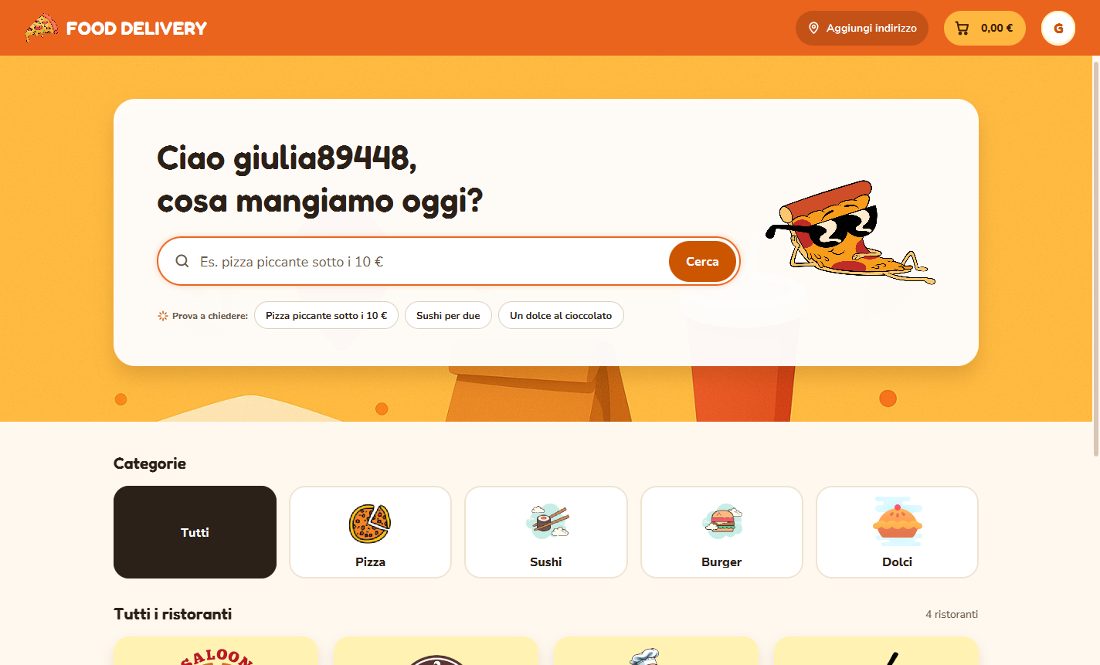 FOOD DELIVERY
Aggiungi indirizzo
0,00 €
G
Ciao giulia89448,
cosa mangiamo oggi?
Es. pizza piccante sotto i 10 €
Cerca
Prova a chiedere:
Pizza piccante sotto i 10 €
Sushi per due
Un dolce al cioccolato
Categorie
Tutti
Pizza
Sushi
Burger
Dolci
Tutti i ristoranti
4 ristoranti
SALOON